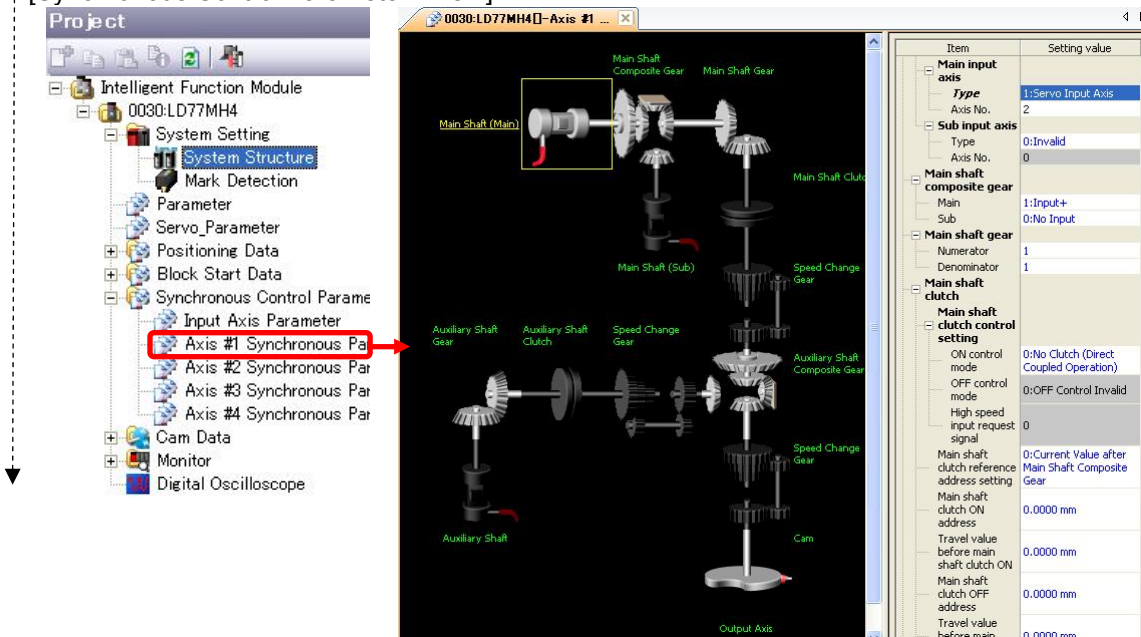 Project
Intelligent Function Module
0030:LD77MH4
System Setting
System Structure
Mark Detection
Parameter
Servo_Parameter
Positioning Data
Block Start Data
Synchronous Control Parame
Input Axis Parameter
Axis #1 Synchronous Pa
Axis #2 Synchronous Par
Axis #3 Synchronous Par
Axis #4 Synchronous Par
Cam Data
Monitor
Digital Oscilloscope
0030:LD77MH4[]-Axis #1 ...
Main Shaft
Composite Gear
Main Shaft Gear
Main Shaft (Main)
Main Shaft Clutc
Main Shaft (Sub)
Speed Change
Gear
Auxiliary Shaft
Gear
Auxiliary Shaft
Clutch
Speed Change
Gear
Auxiliary Shaft
Composite Gear
Speed Change
Gear
Auxiliary Shaft
Cam
Output Axis
Item Setting value
Main input
axis
Type 1:Servo Input Axis
Axis No. 2
Sub input axis
Type 0:Invalid
Axis No. 0
Main shaft
composite gear
Main 1:Input+
Sub 0:No Input
Main shaft gear
Numerator 1
Denominator 1
Main shaft
clutch
Main shaft
clutch control
setting
ON control
mode
0:No Clutch (Direct
Coupled Operation)
OFF control
mode
0:OFF Control Invalid
High speed
input request
signal
0
Main shaft
clutch reference
address setting
0:Current Value after
Main Shaft Composite
Gear
Main shaft
clutch ON
address
0.0000 mm
Travel value
before main
shaft clutch ON
0.0000 mm
Main shaft
clutch OFF
address
0.0000 mm
Travel value
before main
0.0000 mm